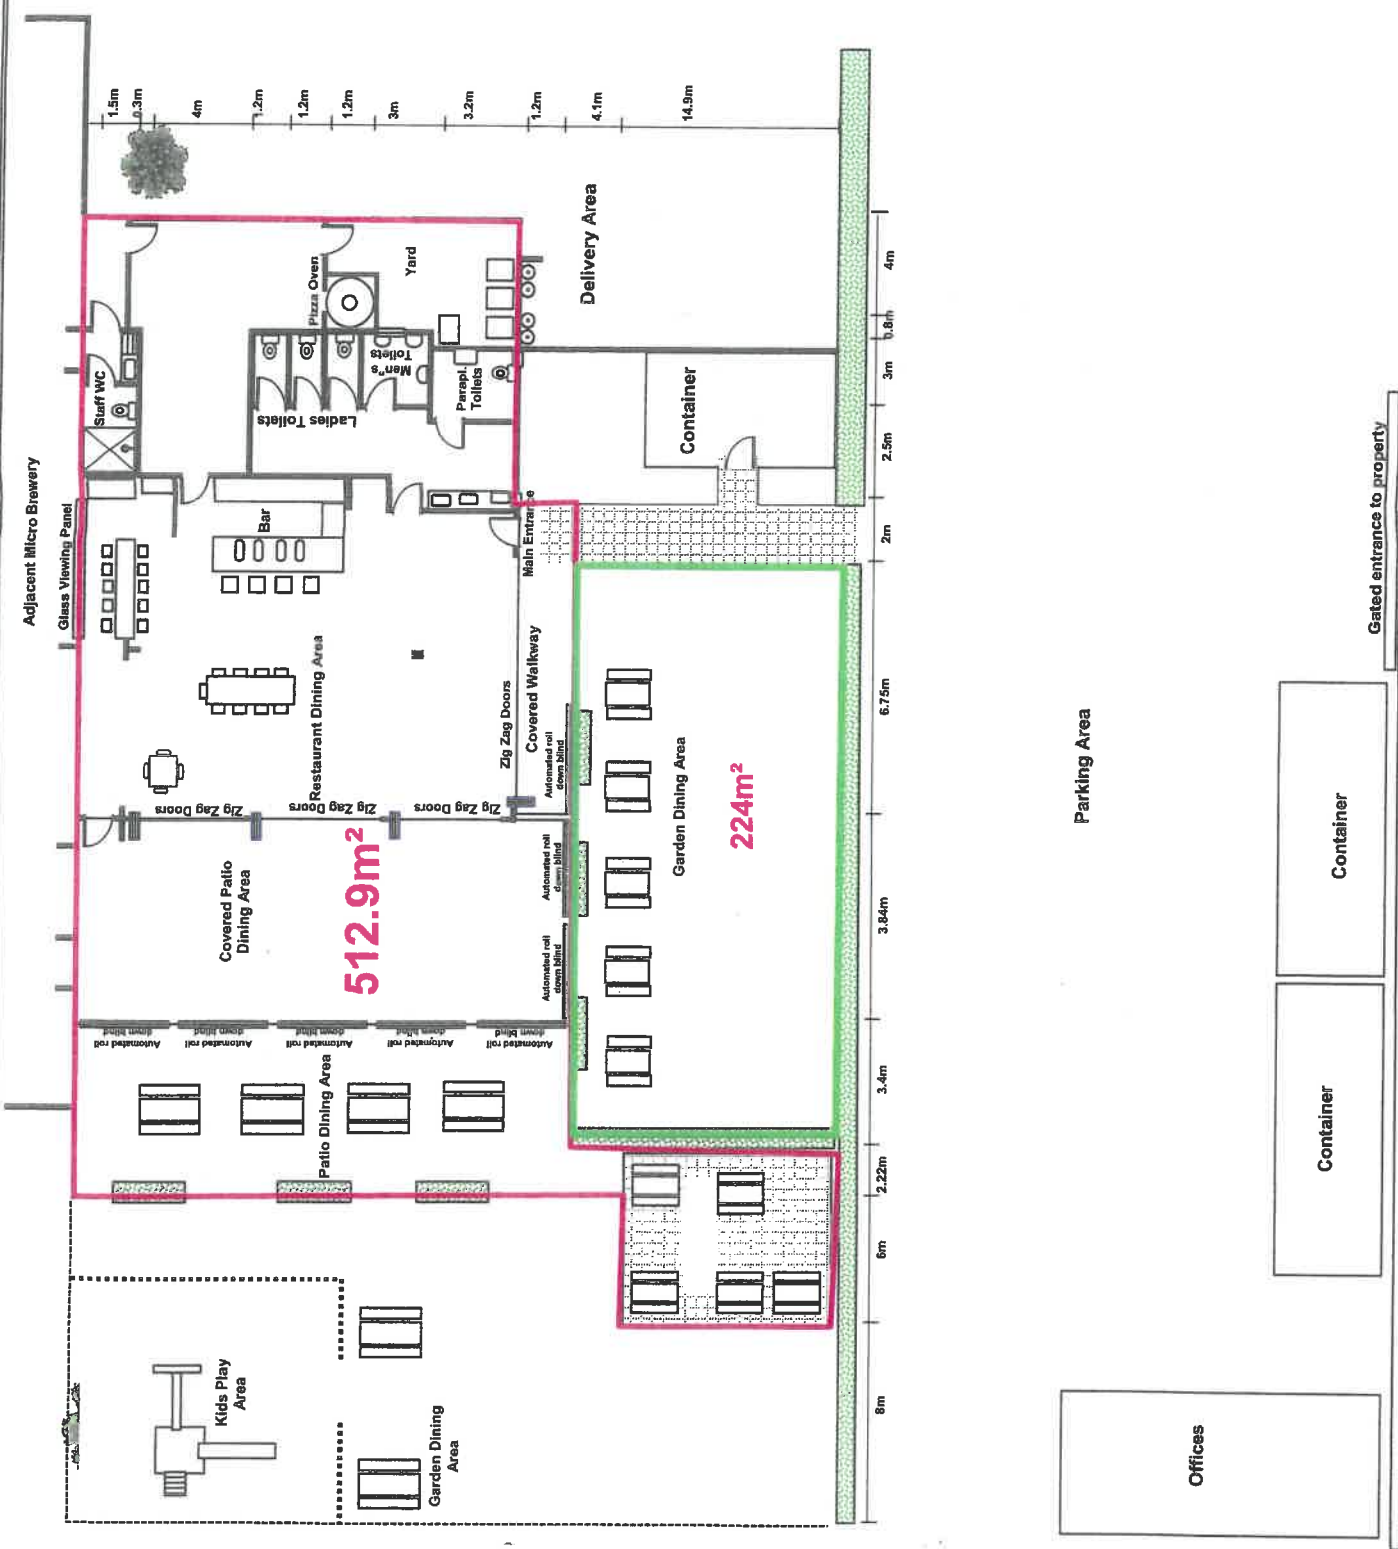 Adjacent Micro Brewery
Glass Viewing Panel
1.5m
0.3m
4m
1.2m
1.2m
1.2m
3m
3.2m
1.2m
4.1m
14.9m
Staff WC
Ladies Toilets
Pizza Oven
Men"s
Toilets
Parapl.
Toilets
Yard
Delivery Area
Container
Bar
Main Entrance
Restaurant Dining Area
Zig Zag Doors
Covered Walkway
Automated roll
down blind
Zig Zag Doors
Zig Zag Doors
Zig Zag Doors
Covered Patio
Dining Area
512.9m²
Automated roll
down blind
Automated roll
down blind
Automated roll
down blind
Automated roll
down blind
Automated roll
down blind
Automated roll
down blind
Automated roll
down blind
Patio Dining Area
Garden Dining Area
224m²
Kids Play
Area
Garden Dining
Area
4m
0.8m
3m
2.5m
2m
6.75m
3.84m
3.4m
2.22m
6m
8m
Parking Area
Gated entrance to property
Container
Container
Offices